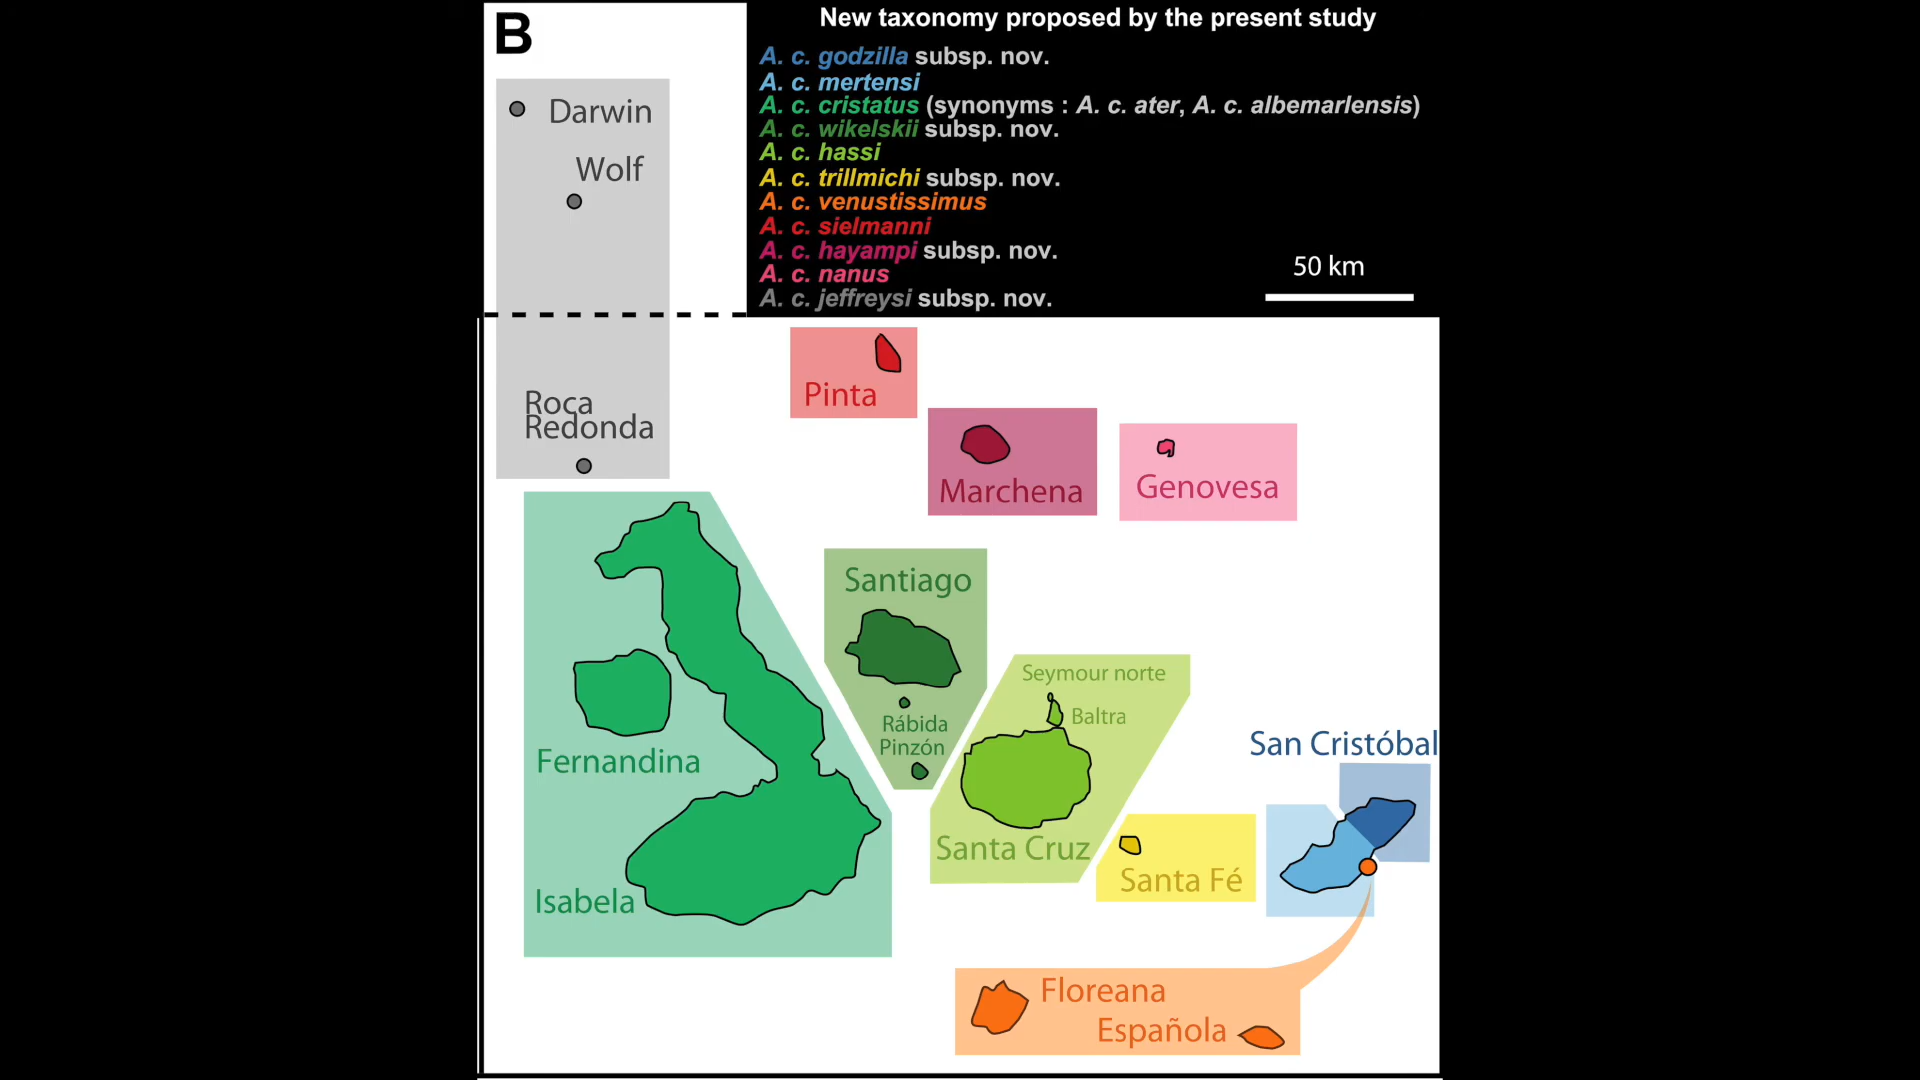 B
New taxonomy proposed by the present study
A. c. godzilla subsp. nov.
A. c. mertensi
A. c. cristatus (synonyms : A. c. ater, A. c. albemarlensis)
A. c. wikelskii subsp. nov.
A. c. hassi
A. c. trillmichi subsp. nov.
A. c. venustissimus
A. c. sielmanni
A. c. hayampi subsp. nov.
A. c. nanus
A. c. jeffreysi subsp. nov.
50 km
Darwin
Wolf
Roca
Redonda
Pinta
Marchena
Genovesa
Santiago
Rábida
Pinzón
Seymour norte
Baltra
Santa Cruz
San Cristóbal
Fernandina
Isabela
Santa Fé
Floreana
Española